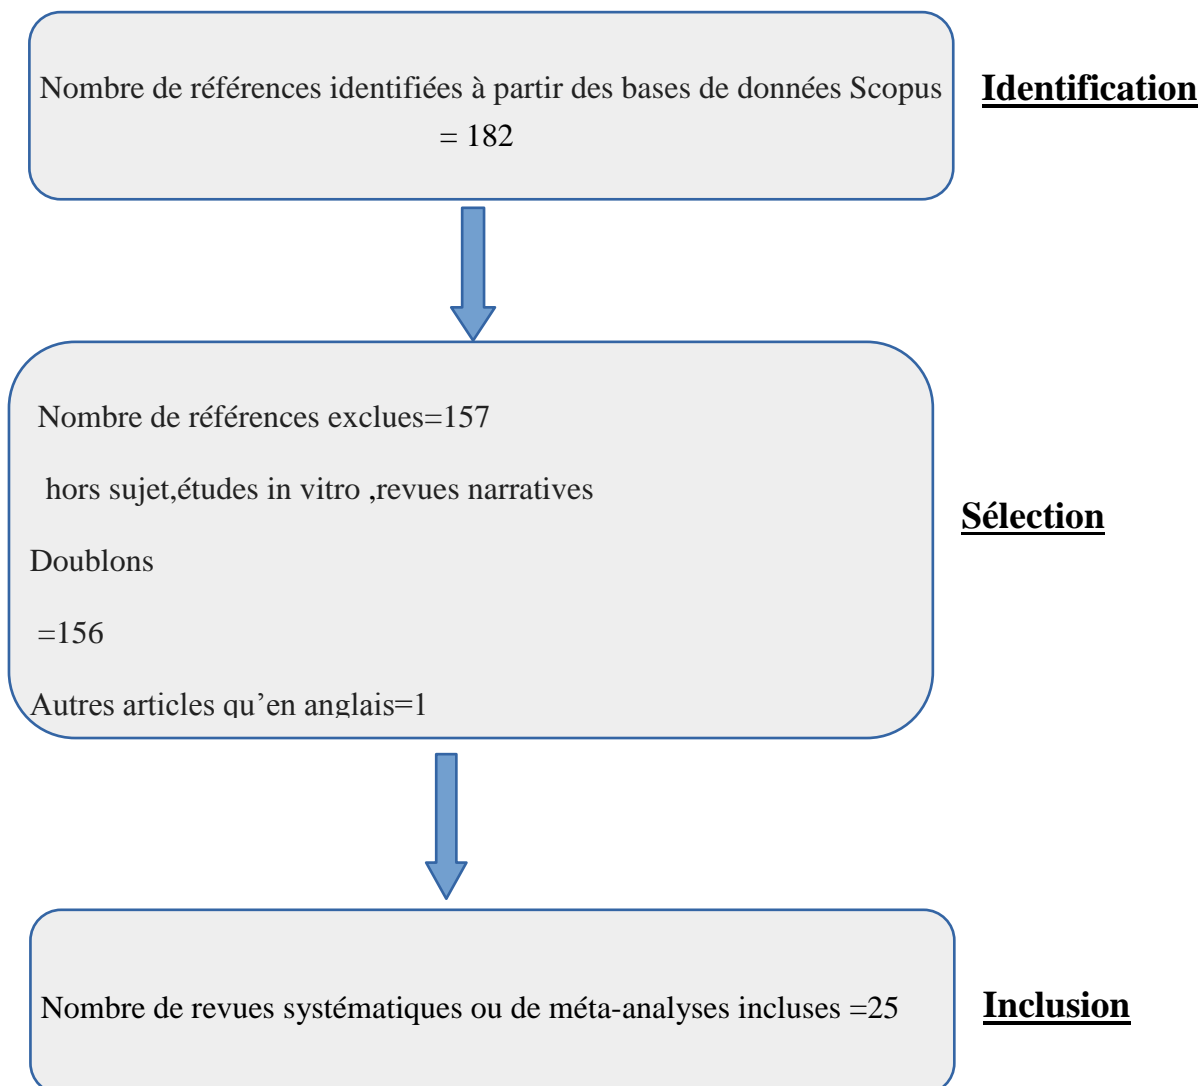 Nombre de références identifiées à partir des bases de données Scopus
= 182
Identification
Nombre de références exclues=157
hors sujet,études in vitro ,revues narratives
Doublons
=156
Autres articles qu’en anglais=1
Sélection
Nombre de revues systématiques ou de méta-analyses incluses =25
Inclusion